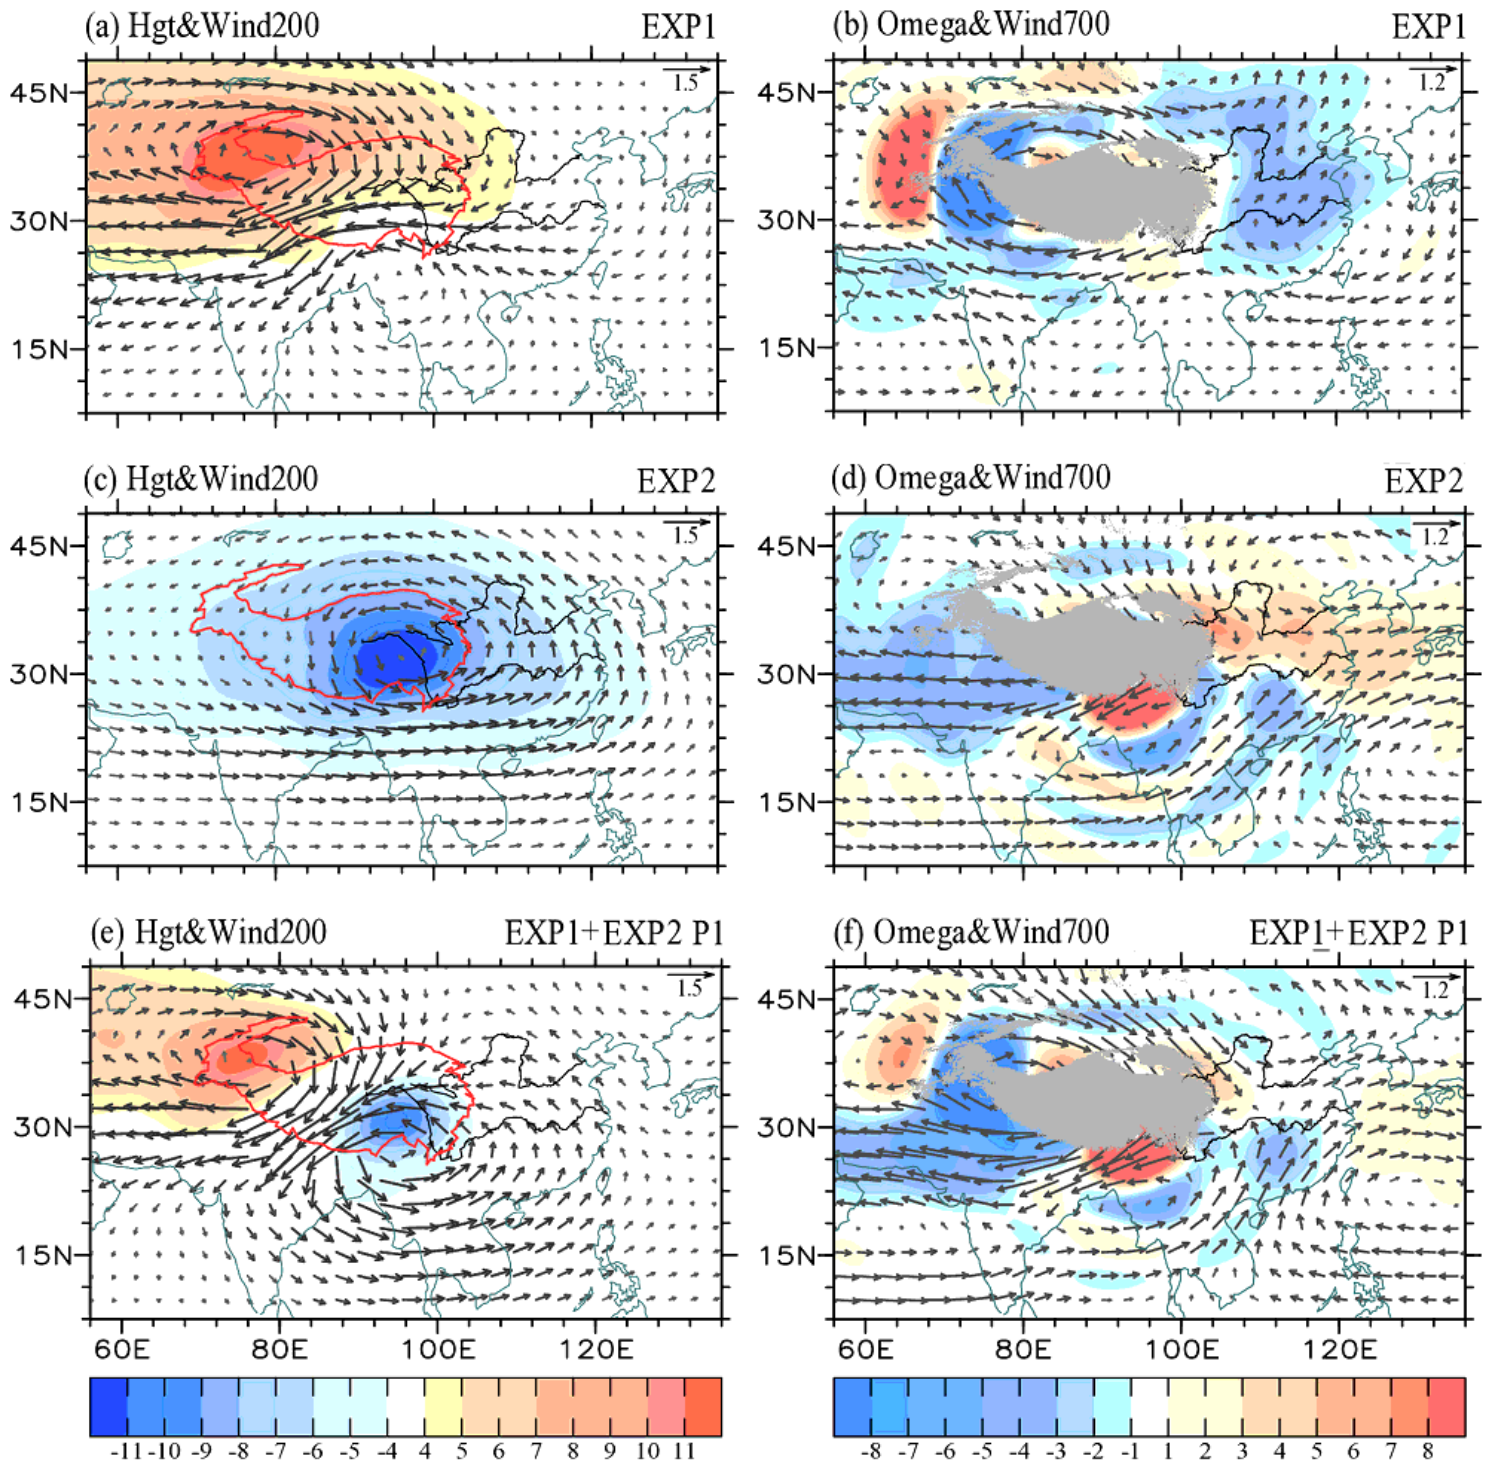 (a) Hgt&Wind200 EXP1
(b) Omega&Wind700 EXP1
1.5
1.2
45N
30N
15N
45N
30N
15N
(c) Hgt&Wind200 EXP2
(d) Omega&Wind700 EXP2
1.5
1.2
45N
30N
15N
45N
30N
15N
(e) Hgt&Wind200 EXP1+EXP2 P1
(f) Omega&Wind700 EXP1+EXP2 P1
1.5
1.2
45N
30N
15N
45N
30N
15N
60E 80E 100E 120E
60E 80E 100E 120E
-11 -10 -9 -8 -7 -6 -5 -4 4 5 6 7 8 9 10 11
-8 -7 -6 -5 -4 -3 -2 -1 1 2 3 4 5 6 7 8